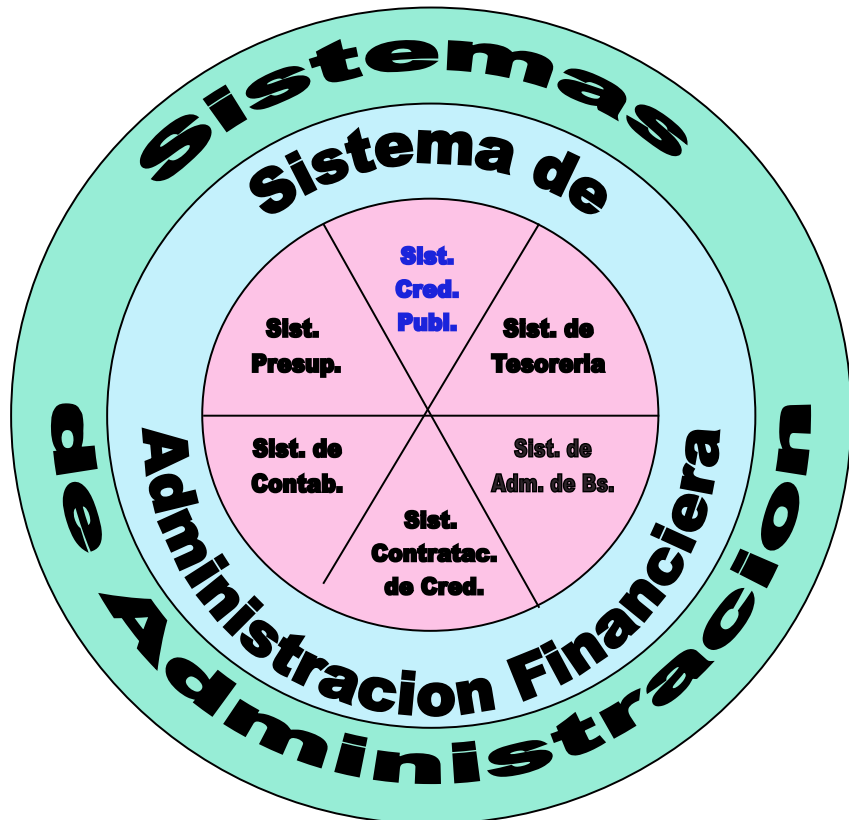 Sistemas
de Administracion
Sistema de
Administracion Financiera
Sist.
Cred.
Publ.
Sist. de
Tesoreria
Sist. de
Adm. de Bs.
Sist.
Contratac.
de Cred.
Sist. de
Contab.
Sist.
Presup.